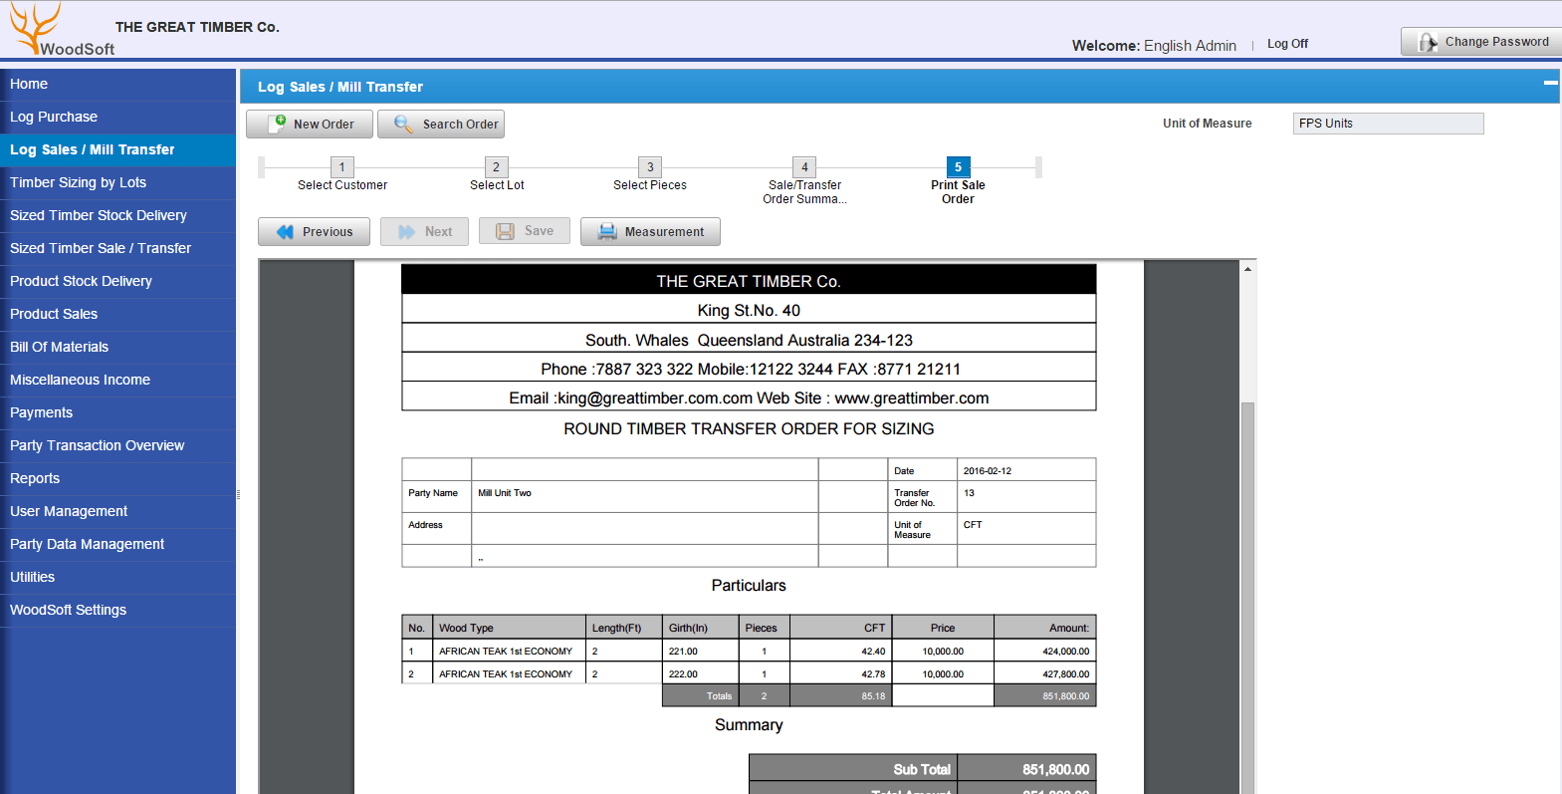 THE GREAT TIMBER Co.
WoodSoft
Welcome: English Admin | Log Off
Change Password
Home
Log Purchase
Log Sales / Mill Transfer
Timber Sizing by Lots
Sized Timber Stock Delivery
Sized Timber Sale / Transfer
Product Stock Delivery
Product Sales
Bill Of Materials
Miscellaneous Income
Payments
Party Transaction Overview
Reports
User Management
Party Data Management
Utilities
WoodSoft Settings
Log Sales / Mill Transfer
New Order Search Order
Unit of Measure FPS Units
1 2 3 4 5
Select Customer Select Lot Select Pieces Sale/Transfer Print Sale
Order Summa... Order
Previous Next Save Measurement
THE GREAT TIMBER Co.
King St.No. 40
South. Whales Queensland Australia 234-123
Phone :7887 323 322 Mobile:12122 3244 FAX :8771 21211
Email :king@greattimber.com.com Web Site : www.greattimber.com
ROUND TIMBER TRANSFER ORDER FOR SIZING
Date 2016-02-12
Party Name Mill Unit Two Transfer Order No. 13
Address Unit of Measure CFT
..
Particulars
No. Wood Type Length(Ft) Girth(In) Pieces CFT Price Amount:
1 AFRICAN TEAK 1st ECONOMY 2 221.00 1 42.40 10,000.00 424,000.00
2 AFRICAN TEAK 1st ECONOMY 2 222.00 1 42.78 10,000.00 427,800.00
Totals 2 85.18 851,800.00
Summary
Sub Total 851,800.00
Total Amount 851,800.00